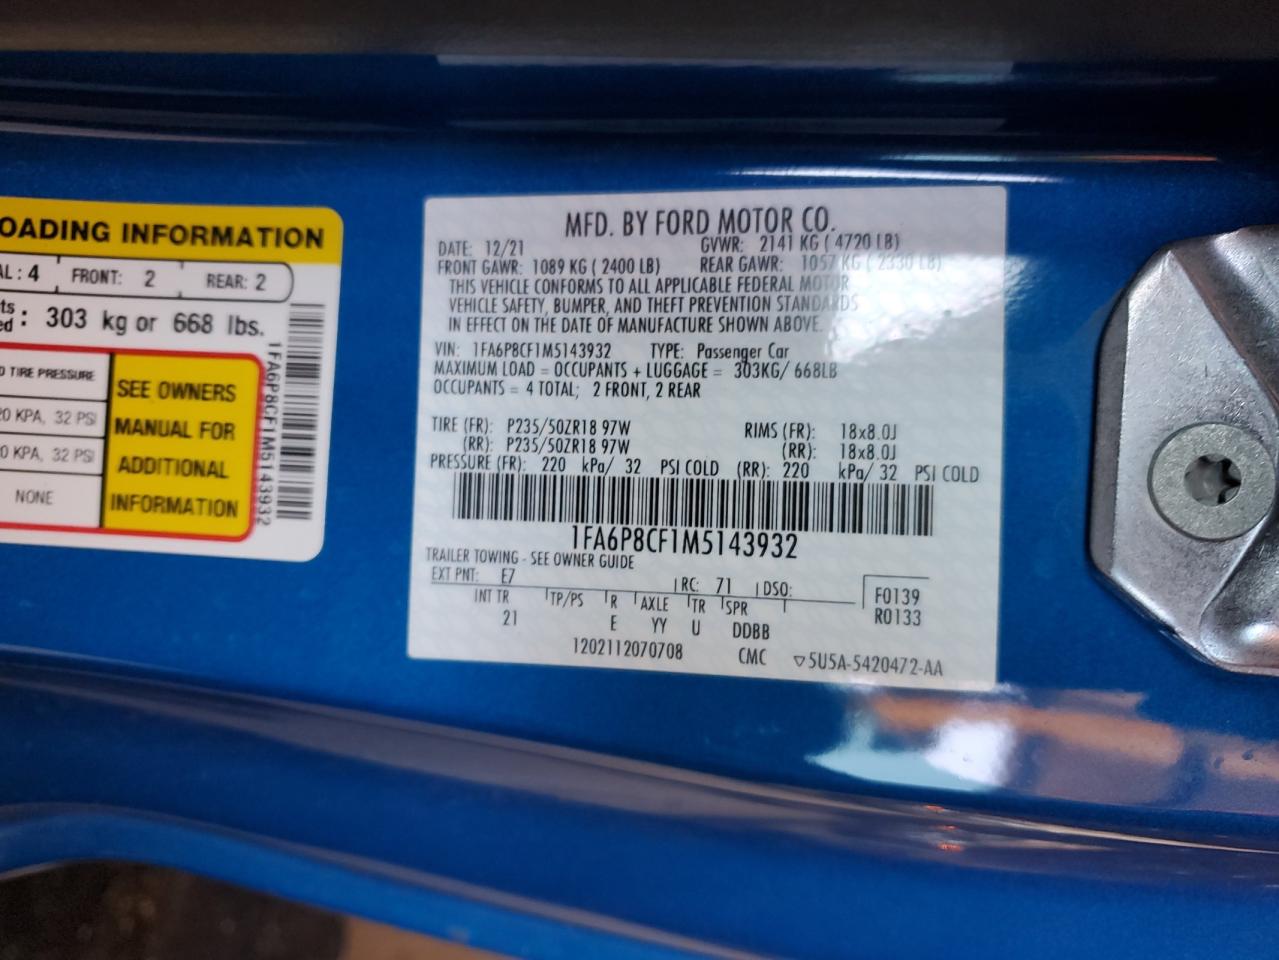 OADING INFORMATION
AL: 4 FRONT: 2 REAR: 2
ts
ed : 303 kg or 668 lbs.
D TIRE PRESSURE
20 KPA, 32 PSI
20 KPA, 32 PSI
NONE
SEE OWNERS
MANUAL FOR
ADDITIONAL
INFORMATION
1FA6P8CF1M5143932
MFD. BY FORD MOTOR CO.
DATE: 12/21 GVWR: 2141 KG ( 4720 LB)
FRONT GAWR: 1089 KG ( 2400 LB) REAR GAWR: 1057 KG ( 2330 LB)
THIS VEHICLE CONFORMS TO ALL APPLICABLE FEDERAL MOTOR
VEHICLE SAFETY, BUMPER, AND THEFT PREVENTION STANDARDS
IN EFFECT ON THE DATE OF MANUFACTURE SHOWN ABOVE.
VIN: 1FA6P8CF1M5143932 TYPE: Passenger Car
MAXIMUM LOAD = OCCUPANTS + LUGGAGE = 303KG/ 668LB
OCCUPANTS = 4 TOTAL; 2 FRONT, 2 REAR
TIRE (FR): P235/50ZR18 97W RIMS (FR): 18x8.0J
(RR): P235/50ZR18 97W (RR): 18x8.0J
PRESSURE (FR): 220 kPa/ 32 PSI COLD (RR): 220 kPa/ 32 PSI COLD
1FA6P8CF1M5143932
TRAILER TOWING - SEE OWNER GUIDE
EXT PNT: E7 RC: 71 DSO: F0139
INT TR TP/PS R AXLE TR SPR R0133
21 E YY U DDBB
1202112070708 CMC ▽5U5A-5420472-AA